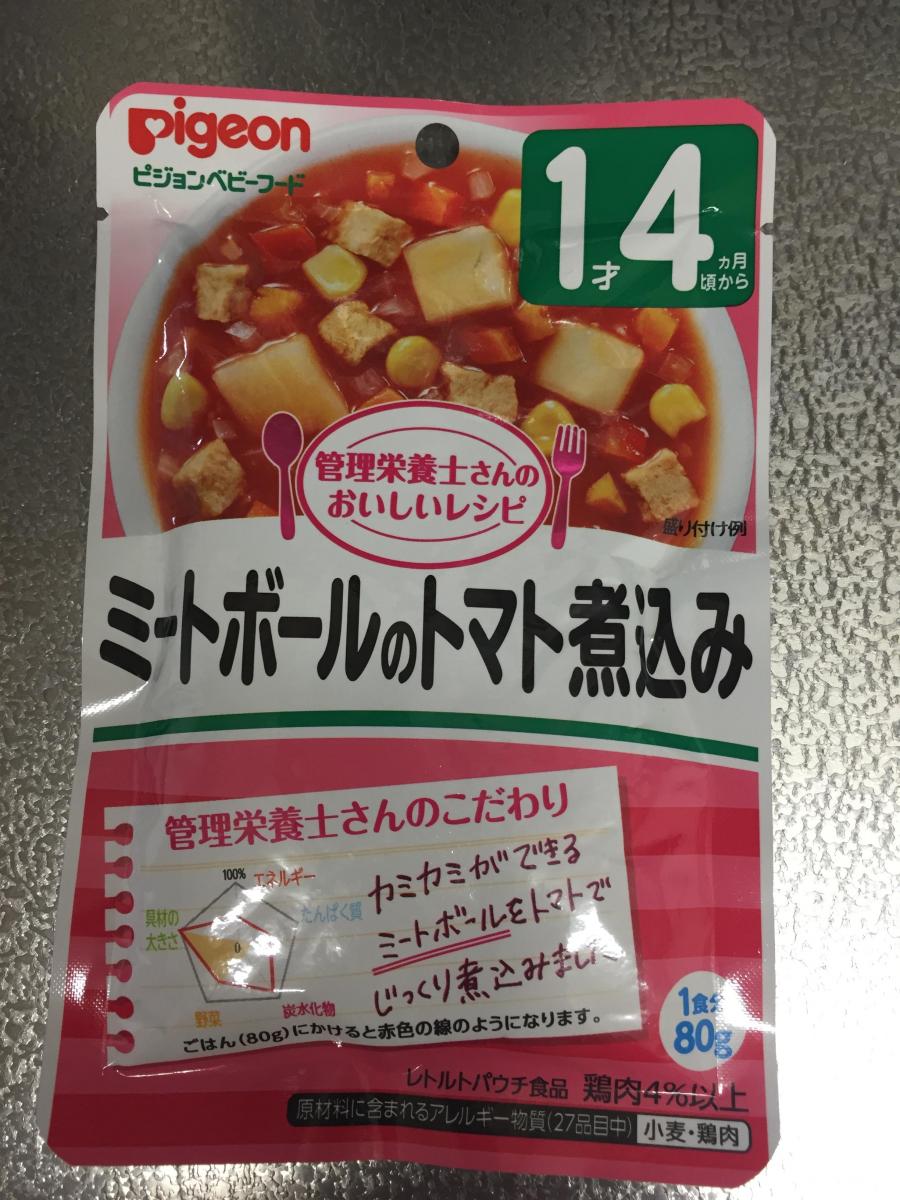 Pigeon
ピジョンベビーフード
1才4ヵ月頃から
管理栄養士さんの
おいしいレシピ
盛り付け例
ミートボールのトマト煮込み
管理栄養士さんのこだわり
100% エネルギー
たんぱく質
具材の
大きさ
0
野菜
炭水化物
カミカミができる
ミートボールをトマトで
じっくり煮込みました
ごはん(80g)にかけると赤色の線のようになります。
1食分
80g
レトルトパウチ食品 鶏肉4%以上
原材料に含まれるアレルギー物質(27品目中) 小麦・鶏肉